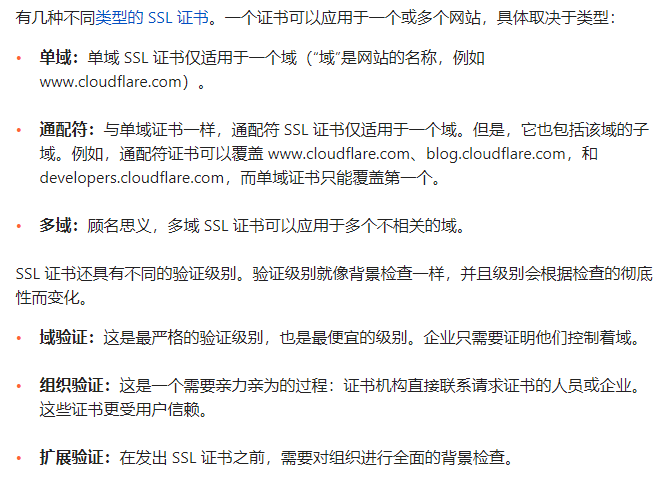 有几种不同类型的 SSL 证书。一个证书可以应用于一个或多个网站，具体取决于类型：
• 单域：单域 SSL 证书仅适用于一个域（“域”是网站的名称，例如
www.cloudflare.com）。
• 通配符：与单域证书一样，通配符 SSL 证书仅适用于一个域。但是，它也包括该域的子
域。例如，通配符证书可以覆盖 www.cloudflare.com、blog.cloudflare.com，和
developers.cloudflare.com，而单域证书只能覆盖第一个。
• 多域：顾名思义，多域 SSL 证书可以应用于多个不相关的域。
SSL 证书还具有不同的验证级别。验证级别就像背景检查一样，并且级别会根据检查的彻底
性而变化。
• 域验证：这是最严格的验证级别，也是最便宜的级别。企业只需要证明他们控制着域。
• 组织验证：这是一个需要亲力亲为的过程：证书机构直接联系请求证书的人员或企业。
这些证书更受用户信赖。
• 扩展验证：在发出 SSL 证书之前，需要对组织进行全面的背景检查。